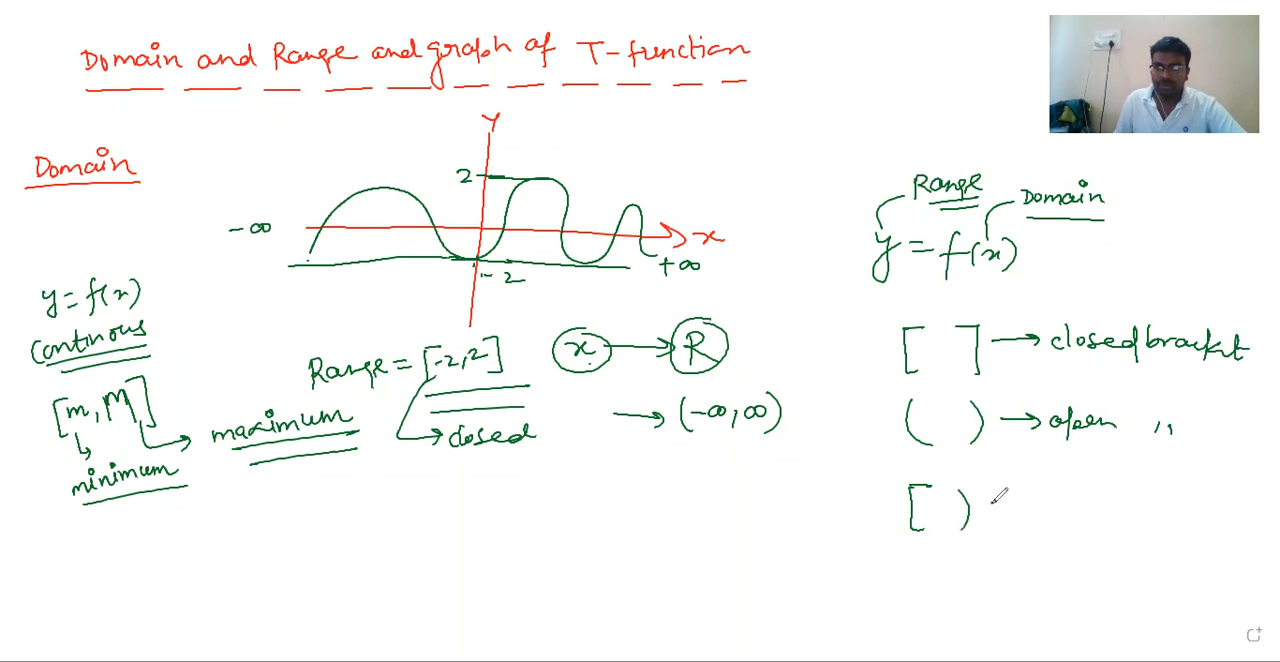 Domain and Range and graph of T-function
Domain
Y
2
-∞
x
+∞
-2
y = f(x)
continous
[m, M]
minimum
maximum
Range = [-2, 2]
closed
x → R
→ (-∞, ∞)
Range
Domain
y = f(x)
[ ] → closed bracket
( ) → open 〃
[ )